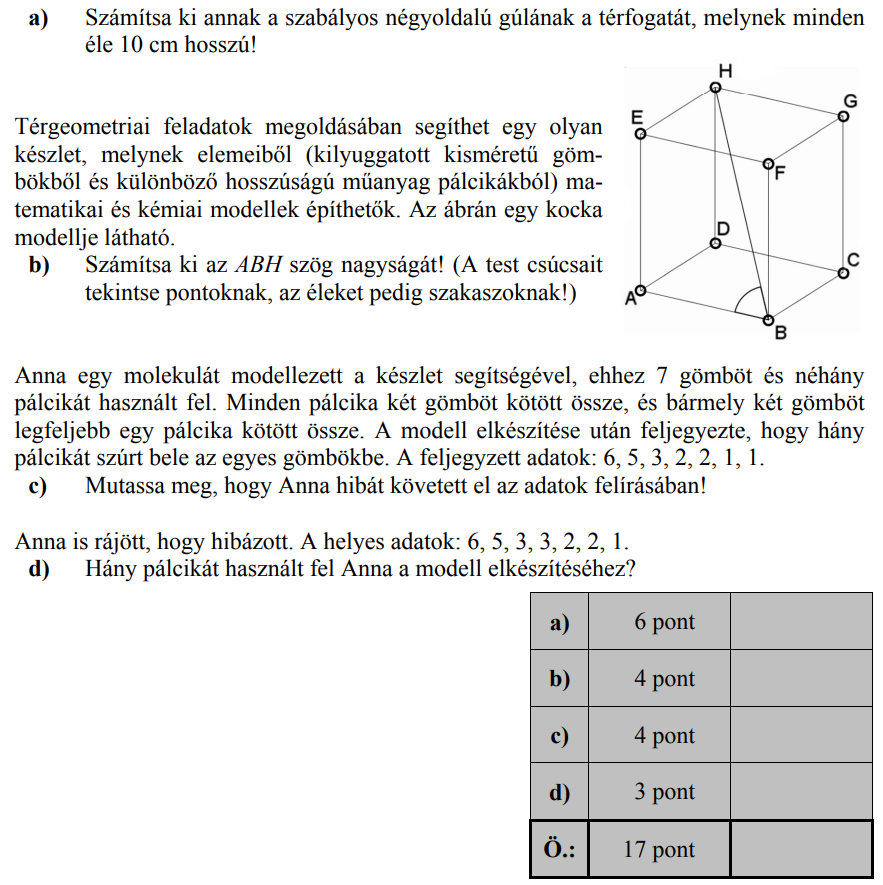 a) Számítsa ki annak a szabályos négyoldalú gúlának a térfogatát, melynek minden
éle 10 cm hosszú!
Térgeometriai feladatok megoldásában segíthet egy olyan
készlet, melynek elemeiből (kilyuggatott kisméretű göm-
bökből és különböző hosszúságú műanyag pálcikákból) ma-
tematikai és kémiai modellek építhetők. Az ábrán egy kocka
modellje látható.
b) Számítsa ki az ABH szög nagyságát! (A test csúcsait
tekintse pontoknak, az éleket pedig szakaszoknak!)
H
G
E
F
D
C
A
B
Anna egy molekulát modellezett a készlet segítségével, ehhez 7 gömböt és néhány
pálcikát használt fel. Minden pálcika két gömböt kötött össze, és bármely két gömböt
legfeljebb egy pálcika kötött össze. A modell elkészítése után feljegyezte, hogy hány
pálcikát szúrt bele az egyes gömbökbe. A feljegyzett adatok: 6, 5, 3, 2, 2, 1, 1.
c) Mutassa meg, hogy Anna hibát követett el az adatok felírásában!
Anna is rájött, hogy hibázott. A helyes adatok: 6, 5, 3, 3, 2, 2, 1.
d) Hány pálcikát használt fel Anna a modell elkészítéséhez?
a) 6 pont
b) 4 pont
c) 4 pont
d) 3 pont
Ö.: 17 pont